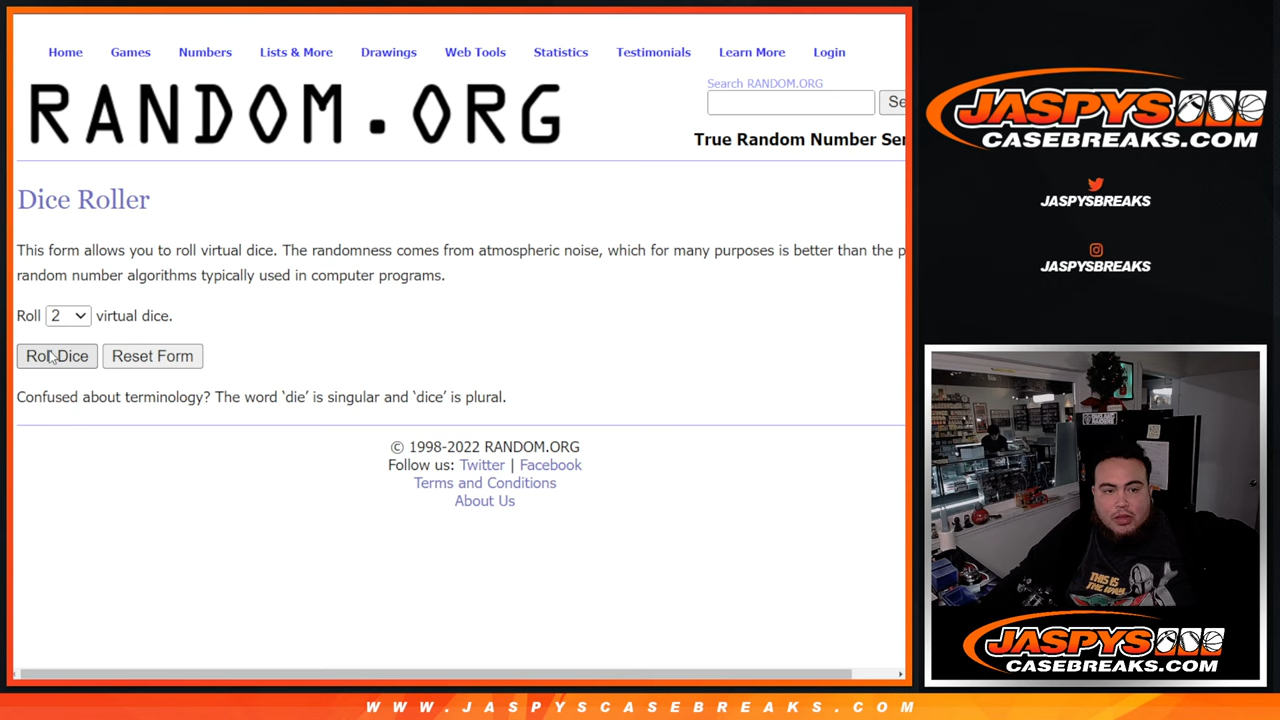 Home Games Numbers Lists & More Drawings Web Tools Statistics Testimonials Learn More Login
RANDOM.ORG
Search RANDOM.ORG
Se
True Random Number Ser
Dice Roller
This form allows you to roll virtual dice. The randomness comes from atmospheric noise, which for many purposes is better than the p
random number algorithms typically used in computer programs.
Roll 2 virtual dice.
Roll Dice Reset Form
Confused about terminology? The word ‘die’ is singular and ‘dice’ is plural.
© 1998-2022 RANDOM.ORG
Follow us: Twitter | Facebook
Terms and Conditions
About Us
JASPYS
CASEBREAKS.COM
JASPYSBREAKS
JASPYSBREAKS
THIS IS
THE WAY
JASPYS
CASEBREAKS.COM
WWW.JASPYSCASEBREAKS.COM